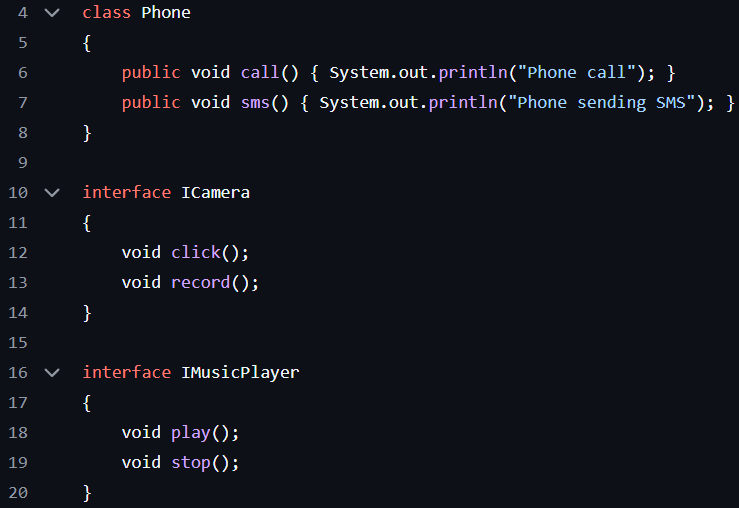 4 class Phone
5 {
6 public void call() { System.out.println("Phone call"); }
7 public void sms() { System.out.println("Phone sending SMS"); }
8 }
9
10 interface ICamera
11 {
12 void click();
13 void record();
14 }
15
16 interface IMusicPlayer
17 {
18 void play();
19 void stop();
20 }